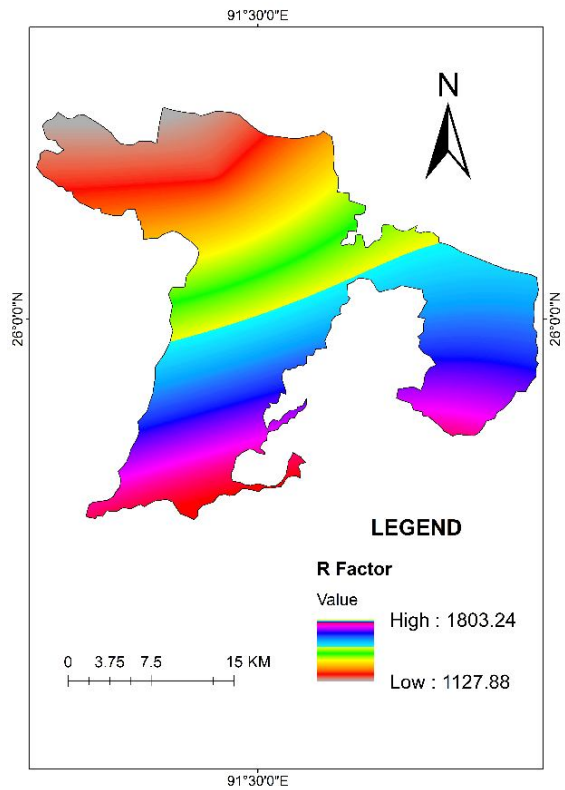 91°30'0"E
N
26°0'0"N
26°0'0"N
LEGEND
R Factor
Value
High : 1803.24
Low : 1127.88
0 3.75 7.5 15 KM
91°30'0"E